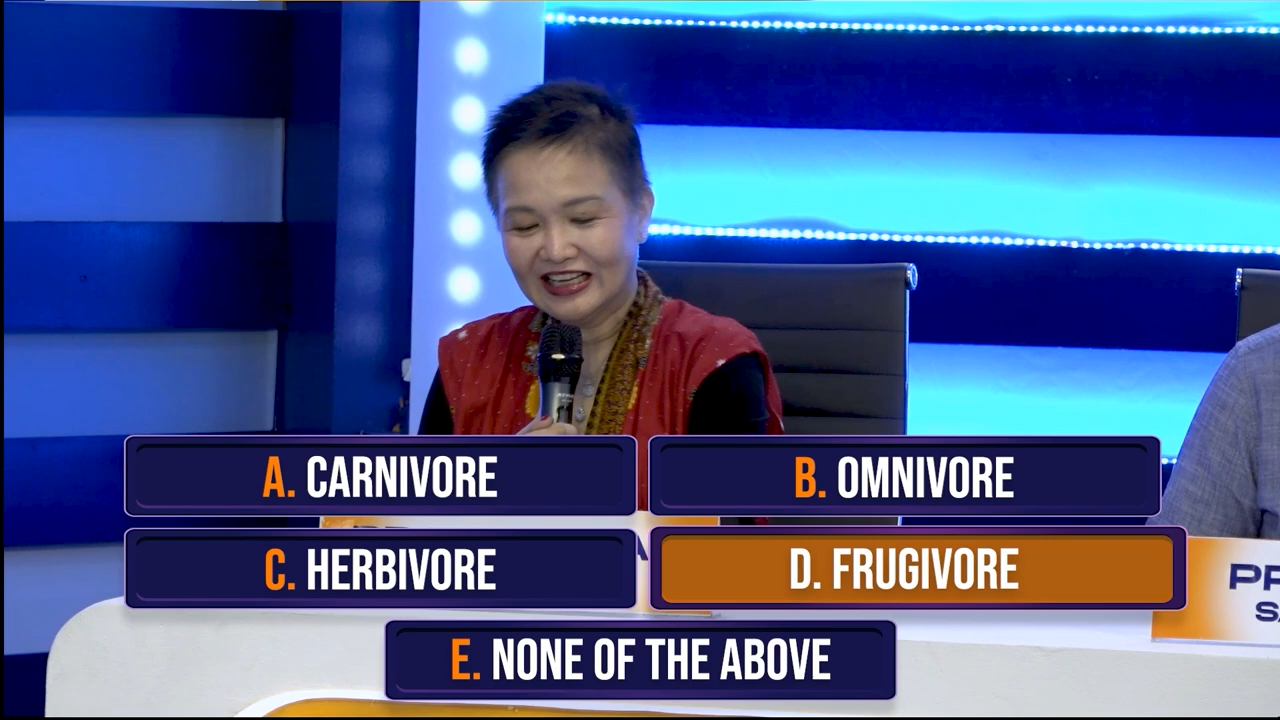 A. CARNIVORE
B. OMNIVORE
C. HERBIVORE
D. FRUGIVORE
E. NONE OF THE ABOVE